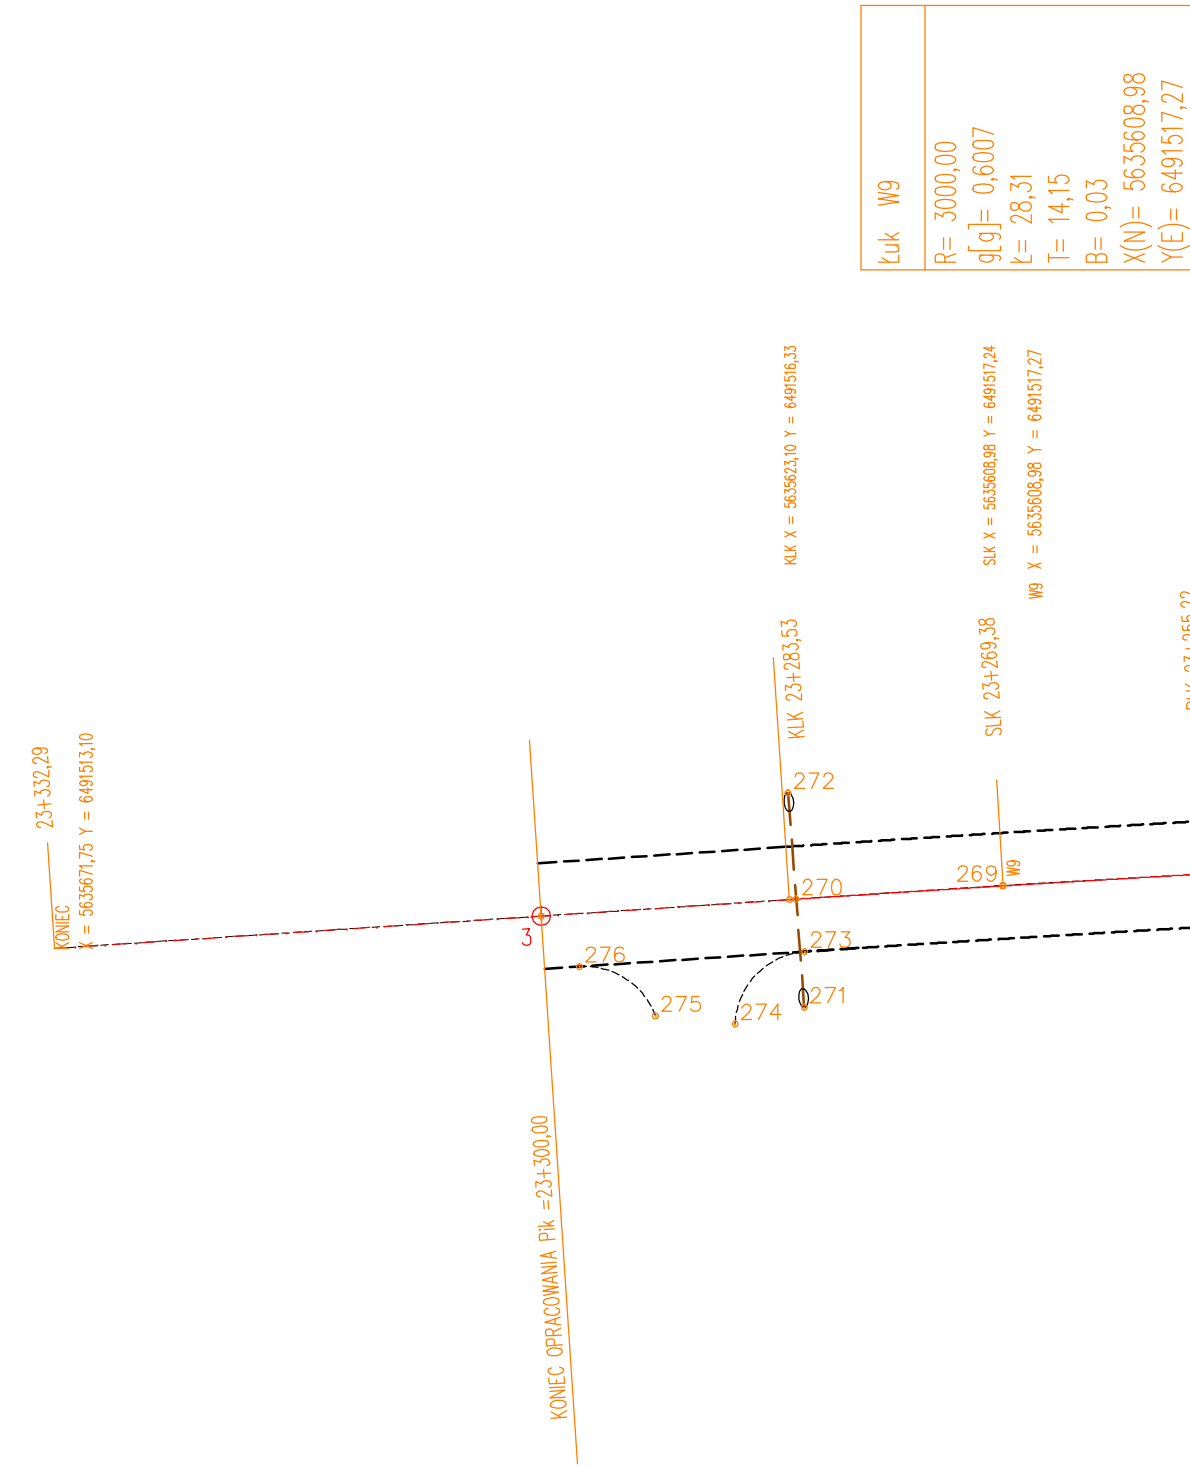 Łuk W9
R= 3000,00
g[g]= 0,6007
Ł= 28,31
T= 14,15
B= 0,03
X(N)= 5635608,98
Y(E)= 6491517,27
KLK X = 5635623,10 Y = 6491516,33
SLK X = 5635608,98 Y = 6491517,24
W9 X = 5635608,98 Y = 6491517,27
KLK 23+283,53
SLK 23+269,38
23+332,29
KONIEC
X = 5635671,75 Y = 6491513,10
272
269
W9
270
3
273
276
275
274
271
KONIEC OPRACOWANIA Pik =23+300,00